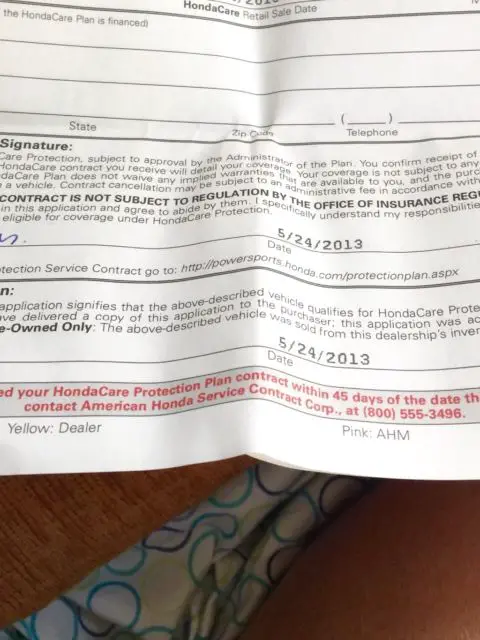 HondaCare Retail Sale Date
the HondaCare Plan is financed)
( )
State Zip Code Telephone
Signature:
Care Protection, subject to approval by the Administrator of the Plan. You confirm receipt of
HondaCare contract you receive will detail your coverage. Your coverage is not subject to any
daCare Plan does not waive any implied warranties that are available to you, and the purc
a vehicle. Contract cancellation may be subject to an administrative fee in accordance with
CONTRACT IS NOT SUBJECT TO REGULATION BY THE OFFICE OF INSURANCE REG
in this application and agree to abide by them. I specifically understand my responsibilitie
eligible for coverage under HondaCare Protection.
5/24/2013
Date
tection Service Contract go to: http://powersports.honda.com/protectionplan.aspx
n:
application signifies that the above-described vehicle qualifies for HondaCare Prote
ave delivered a copy of this application to the purchaser; this application was ac
e-Owned Only: The above-described vehicle was sold from this dealership's inven
5/24/2013
Date
ed your HondaCare Protection Plan contract within 45 days of the date th
contact American Honda Service Contract Corp., at (800) 555-3496.
Yellow: Dealer Pink: AHM